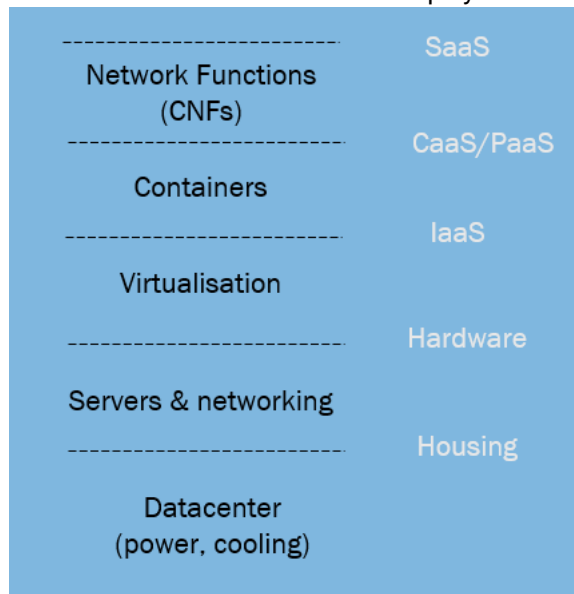 SaaS
Network Functions
(CNFs)
CaaS/PaaS
Containers
IaaS
Virtualisation
Hardware
Servers & networking
Housing
Datacenter
(power, cooling)